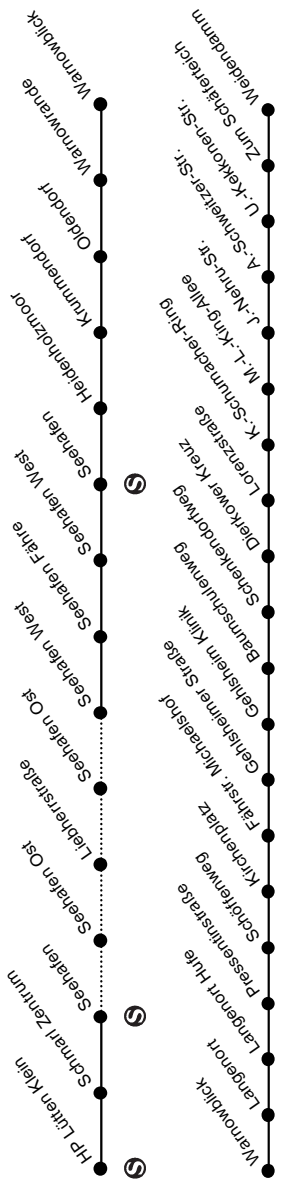 Weidendamm
Zum Schäferteich
U.-Kekkonen-Str.
A.-Schweitzer-Str.
J.-Nehru-Str.
M.-L.-King-Allee
K.-Schumacher-Ring
Lorenzstraße
Dierkower Kreuz
Schenkendorfweg
Baumschulenweg
Gehlsheim Klinik
Gehlsheimer Straße
Fährstr. Michaelshof
Kirchenplatz
Schöffenweg
Pressentinstraße
Langenort Hufe
Langenort
Warnowblick
Warnowblick
Warnowrande
Oldendorf
Krummendorf
Heidenholzmoor
Seehafen
S
Seehafen West
Seehafen Fähre
Seehafen West
Seehafen Ost
Liebherrstraße
Seehafen Ost
Seehafen
S
Schmarl Zentrum
HP Lütten Klein
S